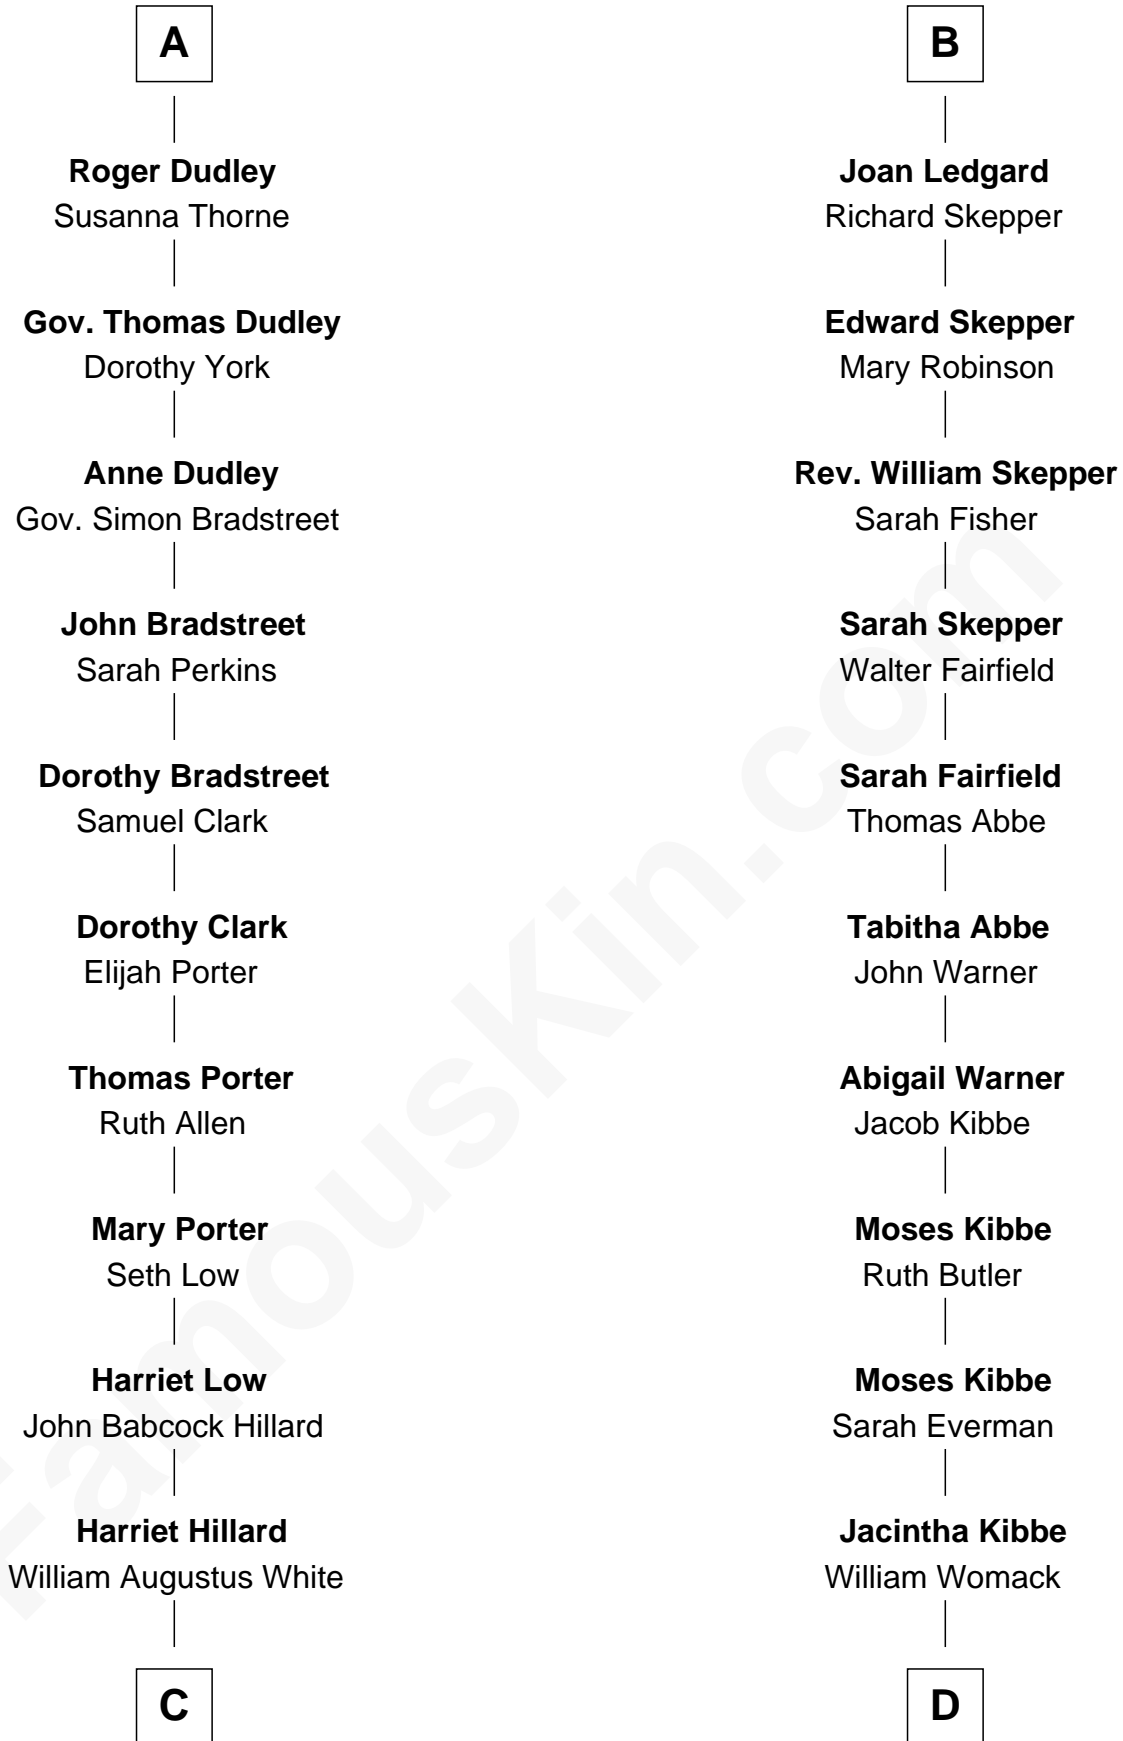 A
Roger Dudley
Susanna Thorne
Gov. Thomas Dudley
Dorothy York
Anne Dudley
Gov. Simon Bradstreet
John Bradstreet
Sarah Perkins
Dorothy Bradstreet
Samuel Clark
Dorothy Clark
Elijah Porter
Thomas Porter
Ruth Allen
Mary Porter
Seth Low
Harriet Low
John Babcock Hillard
Harriet Hillard
William Augustus White
C
B
Joan Ledgard
Richard Skepper
Edward Skepper
Mary Robinson
Rev. William Skepper
Sarah Fisher
Sarah Skepper
Walter Fairfield
Sarah Fairfield
Thomas Abbe
Tabitha Abbe
John Warner
Abigail Warner
Jacob Kibbe
Moses Kibbe
Ruth Butler
Moses Kibbe
Sarah Everman
Jacintha Kibbe
William Womack
D
FamousKin.com